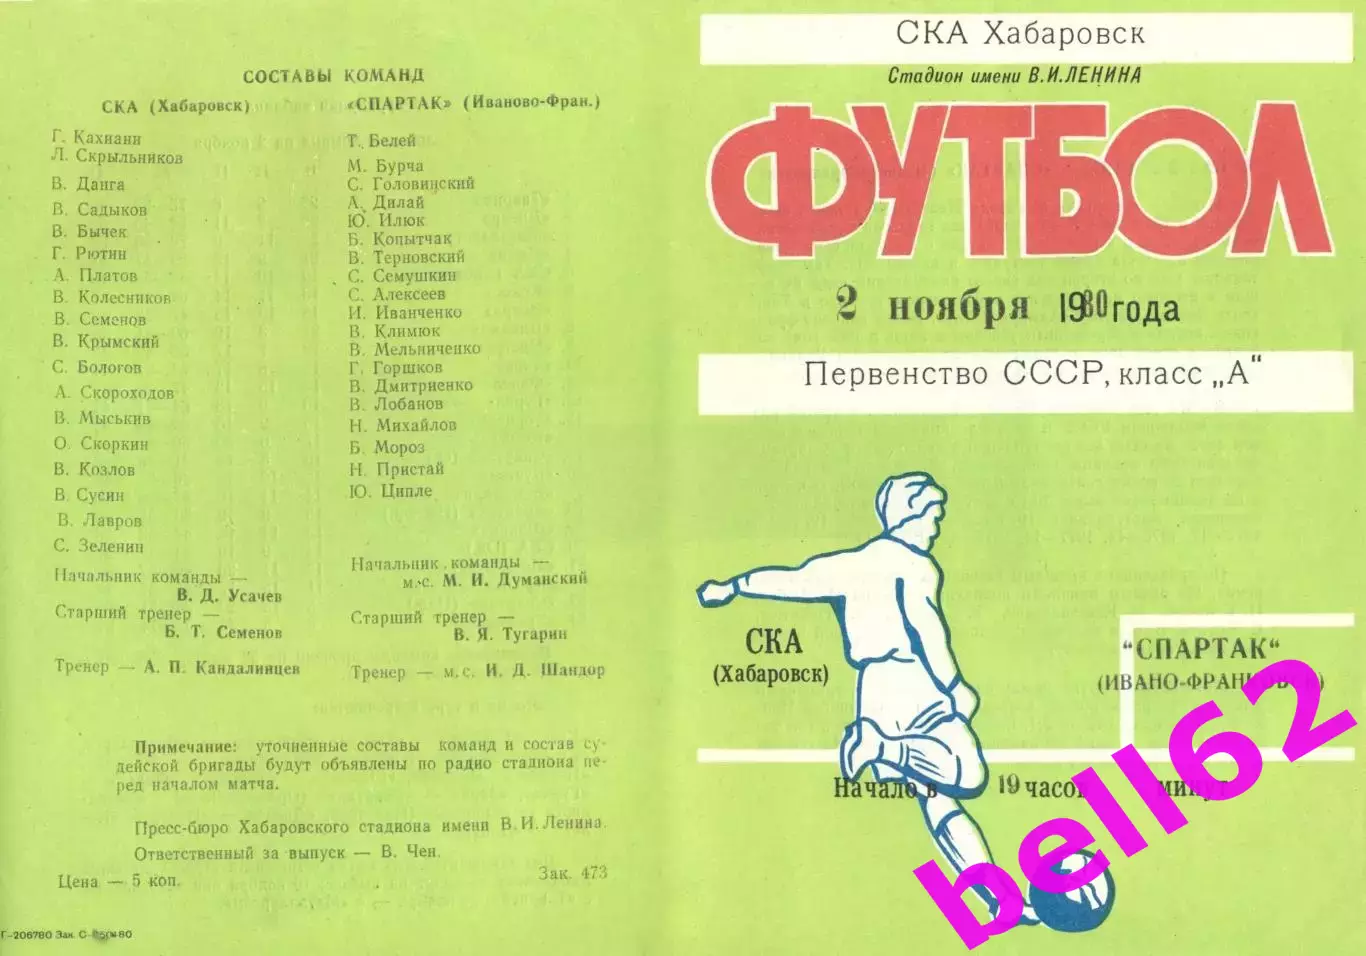 СОСТАВЫ КОМАНД
СКА (Хабаровск)
Г. Кахиани
Л. Скрыльников
В. Данга
В. Садыков
В. Бычек
Г. Рютин
А. Платов
В. Колесников
В. Семенов
В. Крымский
С. Бологов
А. Скороходов
В. Мыськив
О. Скоркин
В. Козлов
В. Сусин
В. Лавров
С. Зеленин
Начальник команды —
В. Д. Усачев
Старший тренер —
Б. Т. Семенов
Тренер — А. П. Кандалинцев
«СПАРТАК» (Иваново-Фран.)
Т. Белей
М. Бурча
С. Головинский
А. Дилай
Ю. Илюк
Б. Копытчак
В. Терновский
С. Семушкин
С. Алексеев
И. Иванченко
В. Климюк
В. Мельниченко
Г. Горшков
В. Дмитриенко
В. Лобанов
Н. Михайлов
Б. Мороз
Н. Пристай
Ю. Ципле
Начальник команды —
м.с. М. И. Думанский
Старший тренер —
В. Я. Тугарин
Тренер — м.с. И. Д. Шандор
Примечание: уточненные составы команд и состав су-
дейской бригады будут объявлены по радио стадиона пе-
ред началом матча.
Пресс-бюро Хабаровского стадиона имени В.И.Ленина.
Ответственный за выпуск — В. Чен.
Цена — 5 коп.
Зак. 473
СКА Хабаровск
Стадион имени В.И.ЛЕНИНА
ФУТБОЛ
2 ноября 1980 года
Первенство СССР, класс „А"
СКА
(Хабаровск)
"СПАРТАК"
(ИВАНО-ФРАНКОВСК)
Начало в 19 часов минут
bell62